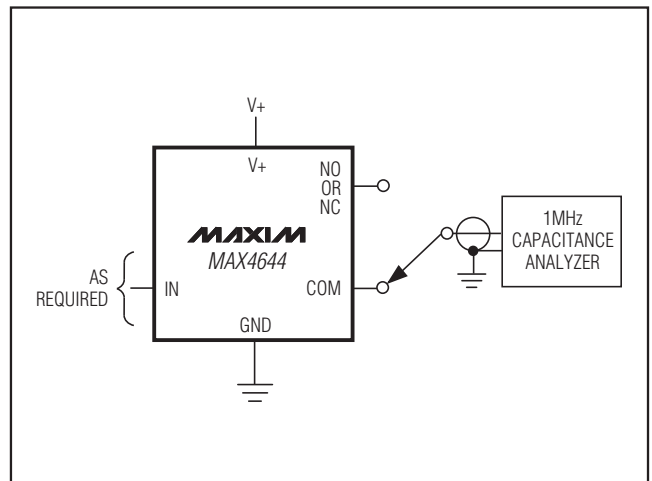 V+
V+
NO
OR
NC
MAXIM
MAX4644
AS
REQUIRED
IN
COM
GND
1MHz
CAPACITANCE
ANALYZER